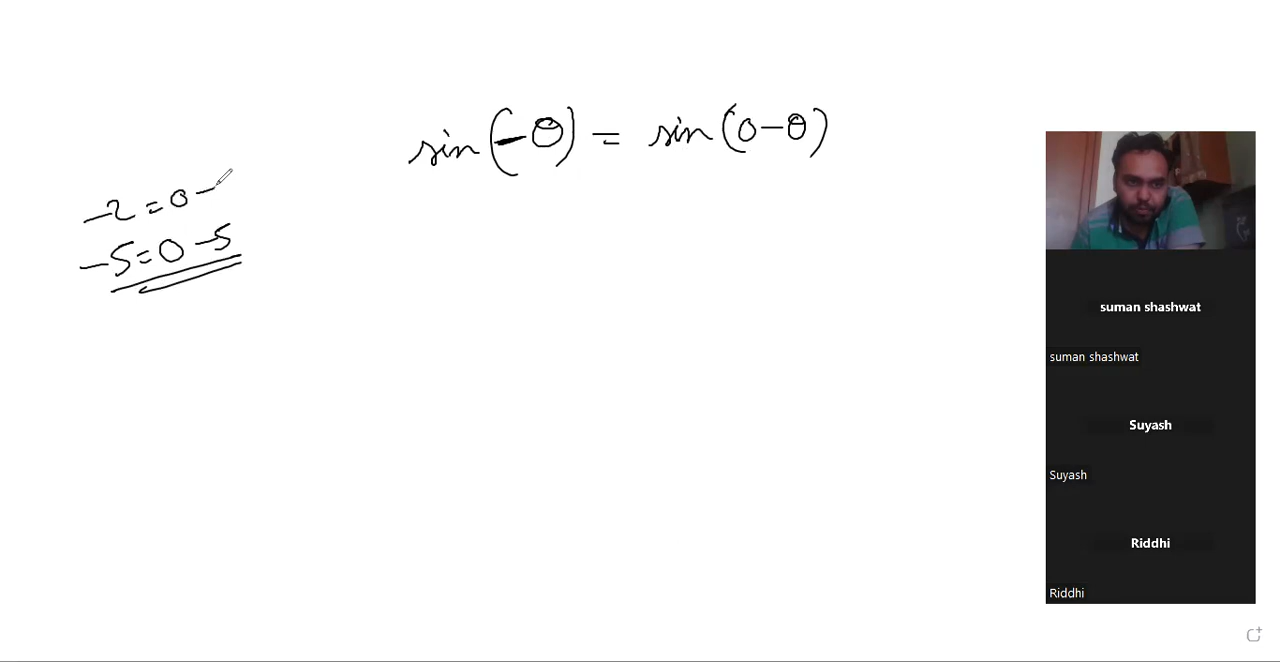 sin(-θ) = sin(0-θ)
-2 = 0 -
-5 = 0 -5
suman shashwat
suman shashwat
Suyash
Suyash
Riddhi
Riddhi